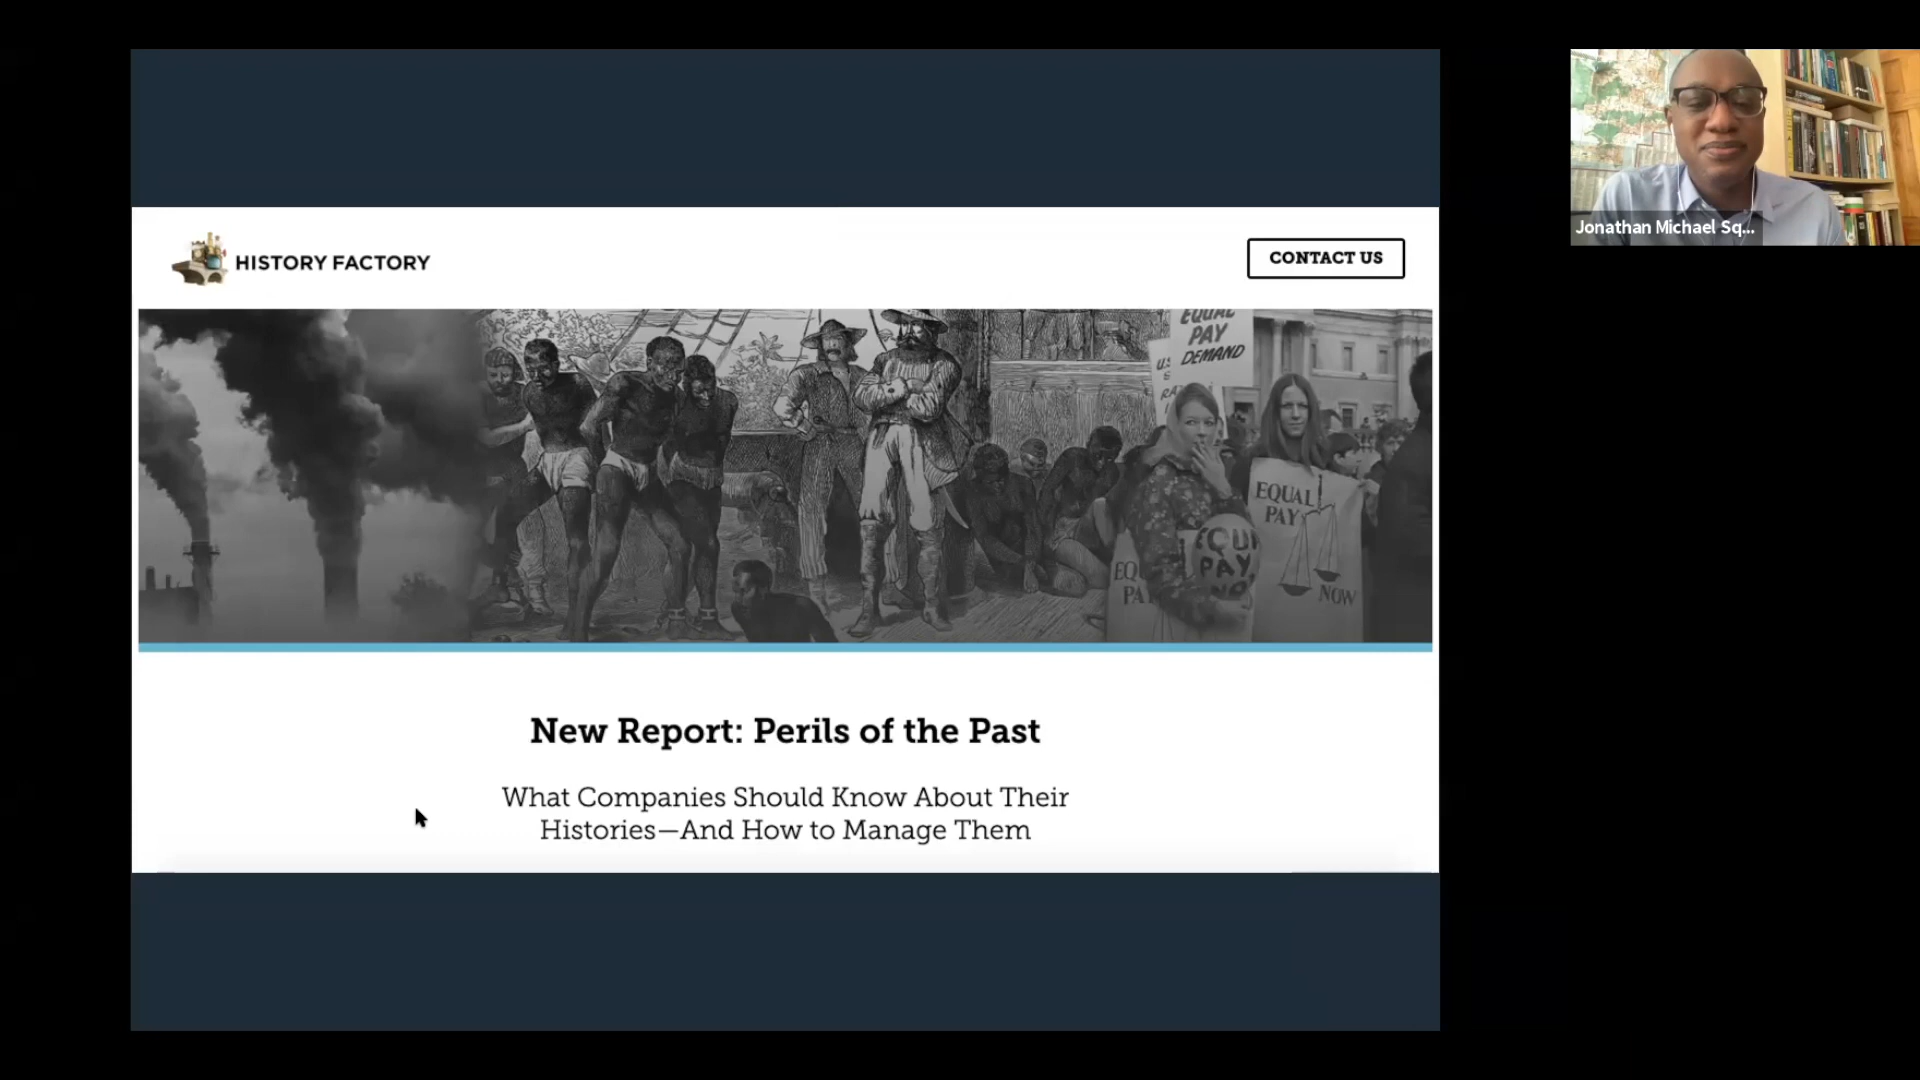 HISTORY FACTORY
CONTACT US
EQUAL
PAY
DEMAND
EQUAL
PAY
NOW
PAY
New Report: Perils of the Past
What Companies Should Know About Their
Histories—And How to Manage Them
Jonathan Michael Sq...